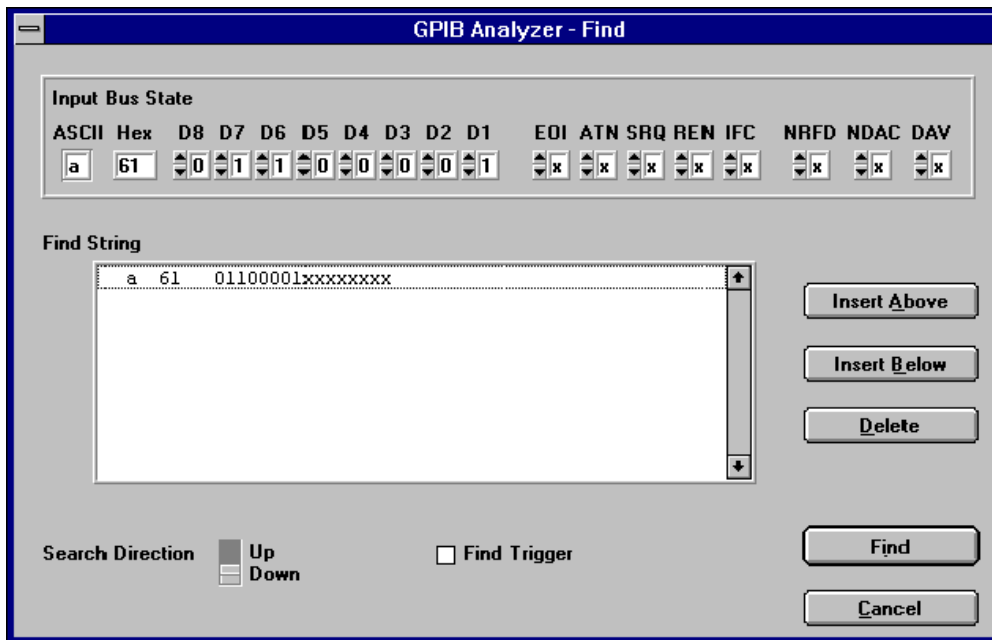 GPIB Analyzer - Find
Input Bus State
ASCII Hex D8 D7 D6 D5 D4 D3 D2 D1 EOI ATN SRQ REN IFC NRFD NDAC DAV
a 61 0 1 1 0 0 0 0 1 x x x x x x x x
Find String
a 61 01100001xxxxxxxx
Insert Above
Insert Below
Delete
Search Direction
Up
Down
Find Trigger
Find
Cancel